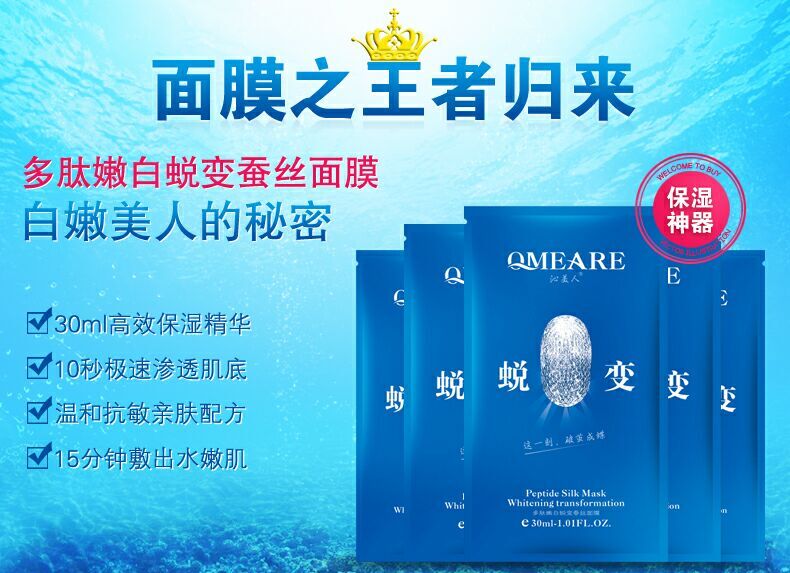 面膜之王者归来
多肽嫩白蜕变蚕丝面膜
白嫩美人的秘密
30ml高效保湿精华
10秒极速渗透肌底
温和抗敏亲肤配方
15分钟敷出水嫩肌
WELCOME TO BUY
保湿
神器
QMEARE
沁美人®
蜕 变
这一刻、破茧成蝶
Peptide Silk Mask
Whitening transformation
多肽嫩白蜕变蚕丝面膜
e 30ml-1.01FL.OZ.